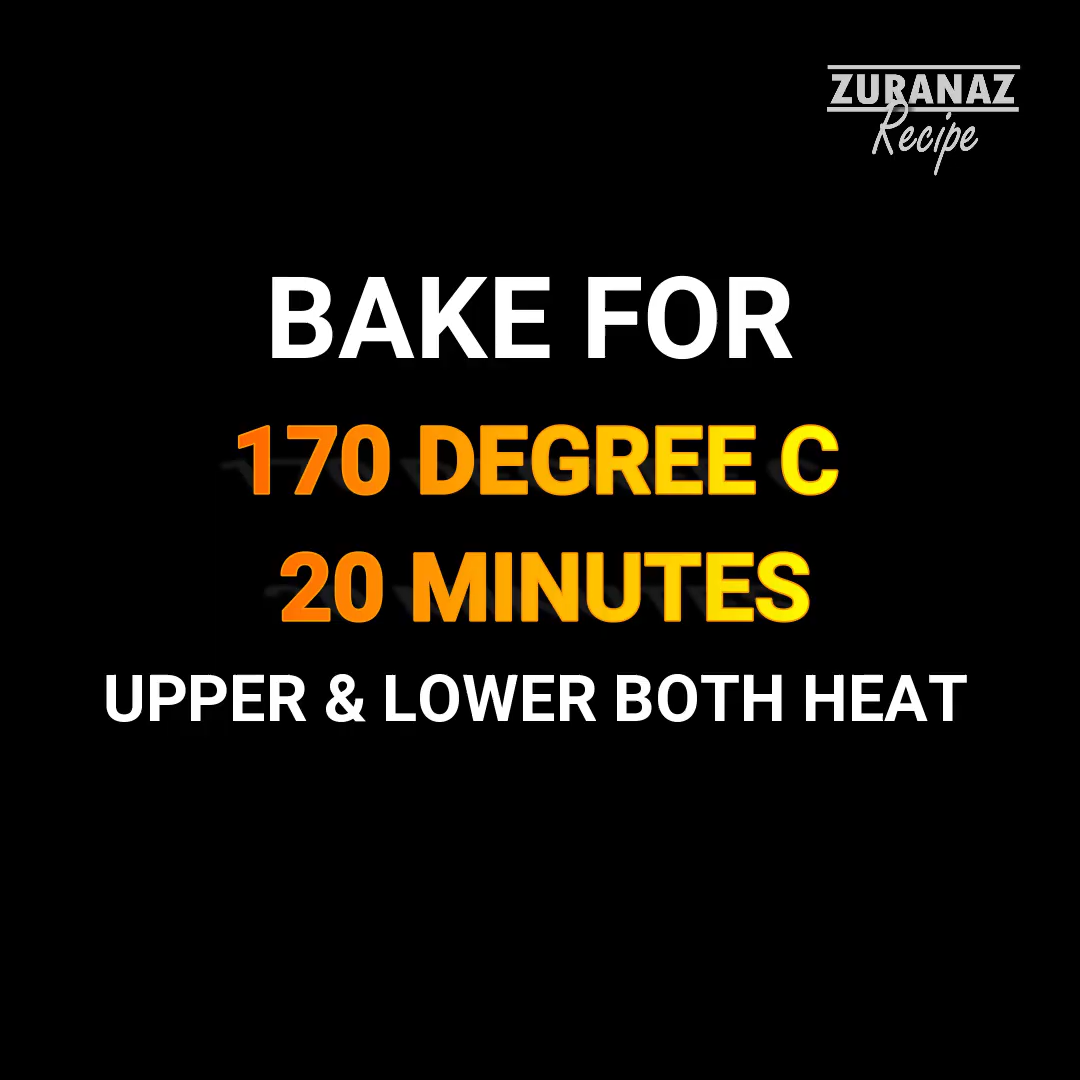 ZURANAZ
Recipe
BAKE FOR
170 DEGREE C
20 MINUTES
UPPER & LOWER BOTH HEAT